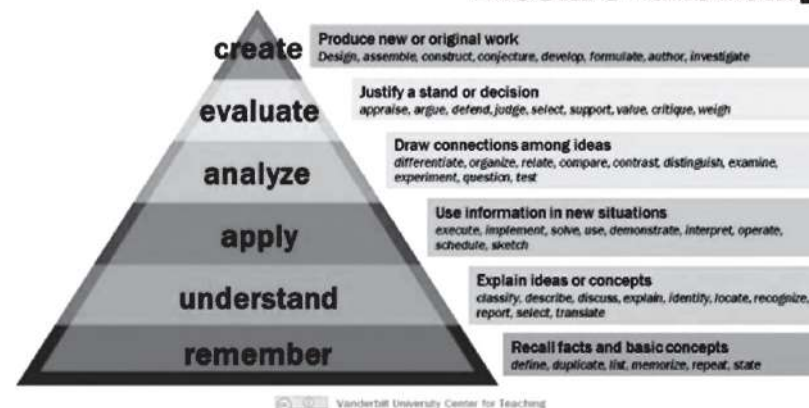 create
Produce new or original work
Design, assemble, construct, conjecture, develop, formulate, author, investigate
evaluate
Justify a stand or decision
appraise, argue, defend, judge, select, support, value, critique, weigh
analyze
Draw connections among ideas
differentiate, organize, relate, compare, contrast, distinguish, examine,
experiment, question, test
apply
Use information in new situations
execute, implement, solve, use, demonstrate, interpret, operate,
schedule, sketch
understand
Explain ideas or concepts
classify, describe, discuss, explain, identify, locate, recognize,
report, select, translate
remember
Recall facts and basic concepts
define, duplicate, list, memorize, repeat, state
Vanderbilt University Center for Teaching